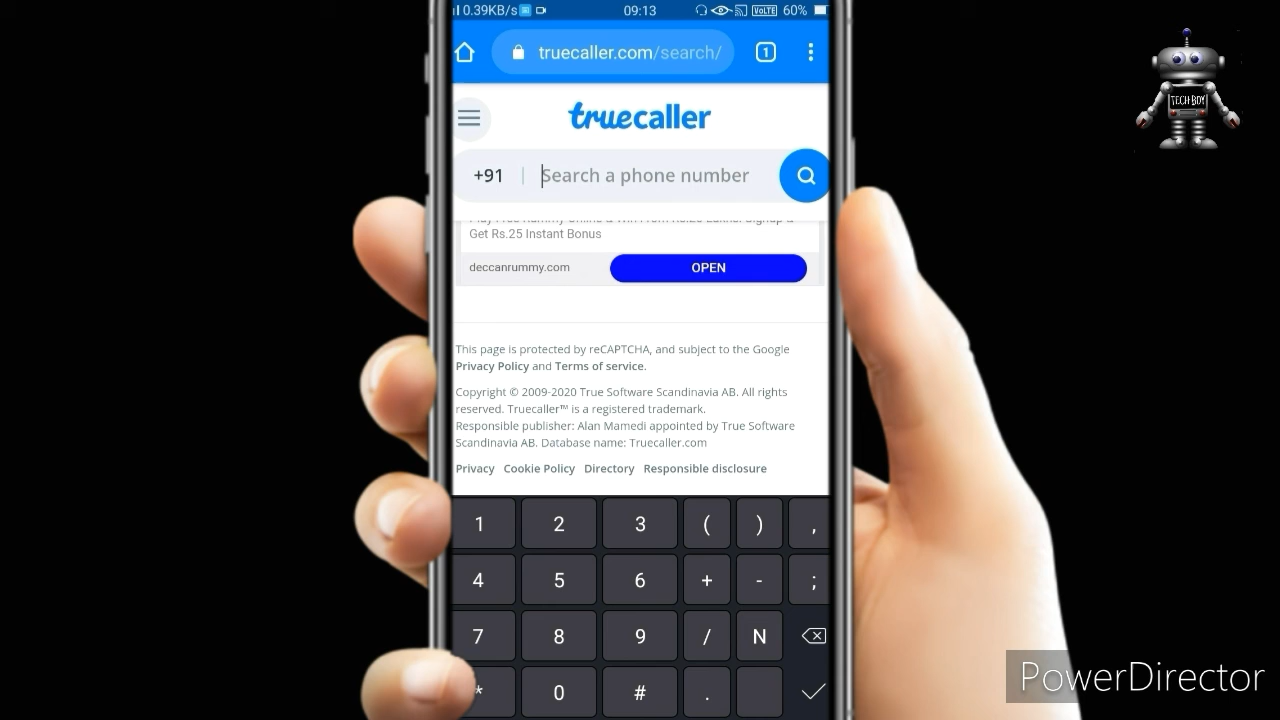 0.39KB/s
09:13
VoLTE
60%
truecaller.com/search/
1
truecaller
+91
Search a phone number
Get Rs.25 Instant Bonus
deccanrummy.com
OPEN
This page is protected by reCAPTCHA, and subject to the Google
Privacy Policy and Terms of service.
Copyright © 2009-2020 True Software Scandinavia AB. All rights
reserved. Truecaller™ is a registered trademark.
Responsible publisher: Alan Mamedi appointed by True Software
Scandinavia AB. Database name: Truecaller.com
Privacy Cookie Policy Directory Responsible disclosure
1 2 3 ( ) ,
4 5 6 + - ;
7 8 9 / N
* 0 # .
TECH BOY
PowerDirector